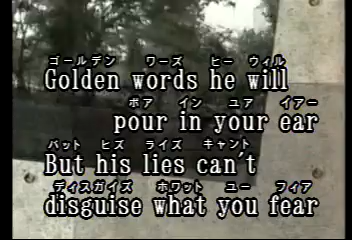 ゴールデン ワーズ ヒー ウィル
Golden words he will
ポア イン ユア イアー
pour in your ear
バット ヒズ ライズ キャント
But his lies can't
ディスガイズ ホワット ユー フィア
disguise what you fear